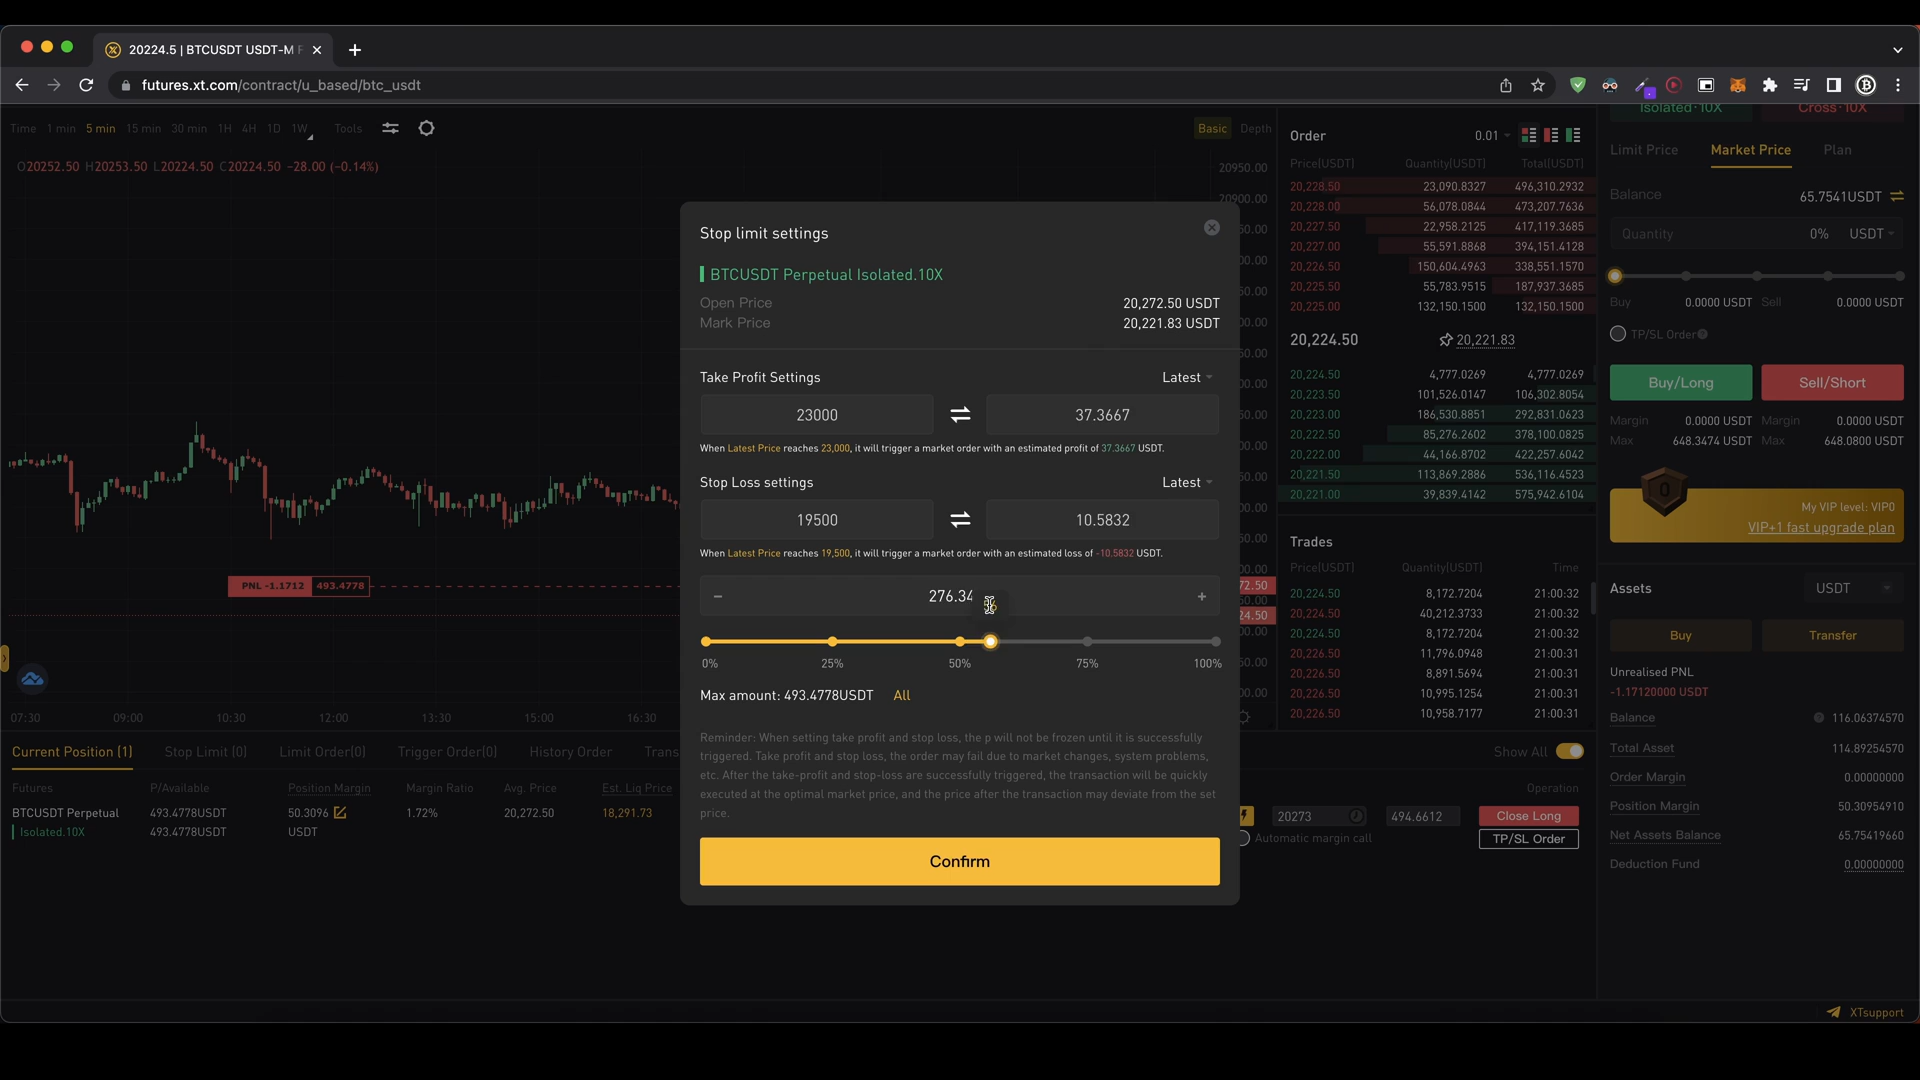 20224.5 | BTCUSDT USDT-M F
futures.xt.com/contract/u_based/btc_usdt
Time 1 min 5 min 15 min 30 min 1H 4H 1D 1W Tools
Basic Depth
O20252.50 H20253.50 L20224.50 C20224.50 -28.00 (-0.14%)
20950.00
20900.00
PNL -1.1712 493.4778
07:30 09:00 10:30 12:00 13:30 15:00 16:30
Stop limit settings
BTCUSDT Perpetual Isolated.10X
Open Price 20,272.50 USDT
Mark Price 20,221.83 USDT
Take Profit Settings Latest
23000 37.3667
When Latest Price reaches 23,000, it will trigger a market order with an estimated profit of 37.3667 USDT.
Stop Loss settings Latest
19500 10.5832
When Latest Price reaches 19,500, it will trigger a market order with an estimated loss of -10.5832 USDT.
− 276.34 +
0% 25% 50% 75% 100%
Max amount: 493.4778USDT All
Reminder: When setting take profit and stop loss, the p will not be frozen until it is successfully
triggered. Take profit and stop loss, the order may fail due to market changes, system problems,
etc. After the take-profit and stop-loss are successfully triggered, the transaction will be quickly
executed at the optimal market price, and the price after the transaction may deviate from the set
price.
Confirm
Order 0.01
Price(USDT) Quantity(USDT) Total(USDT)
20,228.50 23,090.8327 496,310.2932
20,228.00 56,078.0844 473,207.7636
20,227.50 22,958.2125 417,119.3685
20,227.00 55,591.8868 394,151.4128
20,226.50 150,604.4963 338,551.1570
20,225.50 55,783.9515 187,937.3685
20,225.00 132,150.1500 132,150.1500
20,224.50 20,221.83
20,224.50 4,777.0269 4,777.0269
20,223.50 101,526.0147 106,302.8054
20,223.00 186,530.8851 292,831.0623
20,222.50 85,276.2602 378,100.0825
20,222.00 44,166.8702 422,257.6042
20,221.50 113,869.2886 536,116.4523
20,221.00 39,839.4142 575,942.6104
Trades
Price(USDT) Quantity(USDT) Time
20,224.50 8,172.7204 21:00:32
20,224.50 40,212.3733 21:00:32
20,224.50 8,172.7204 21:00:32
20,226.50 11,796.0948 21:00:31
20,226.50 8,891.5694 21:00:31
20,226.50 10,995.1254 21:00:31
20,226.50 10,958.7177 21:00:31
Isolated·10X Cross·10X
Limit Price Market Price Plan
Balance 65.7541USDT
Quantity 0% USDT
Buy 0.0000 USDT Sell 0.0000 USDT
TP/SL Order
Buy/Long Sell/Short
Margin 0.0000 USDT Margin 0.0000 USDT
Max 648.3474 USDT Max 648.0800 USDT
0
My VIP level: VIP0
VIP+1 fast upgrade plan
Assets USDT
Buy Transfer
Unrealised PNL
-1.17120000 USDT
Balance 116.06374570
Total Asset 114.89254570
Order Margin 0.00000000
Position Margin 50.30954910
Net Assets Balance 65.75419660
Deduction Fund 0.00000000
Current Position (1) Stop Limit (0) Limit Order(0) Trigger Order(0) History Order Trans
Show All
Futures P/Available Position Margin Margin Ratio Avg. Price Est. Liq Price Operation
BTCUSDT Perpetual 493.4778USDT 50.3096 1.72% 20,272.50 18,291.73
Isolated.10X 493.4778USDT USDT
20273 494.6612 Close Long
Automatic margin call TP/SL Order
XTsupport